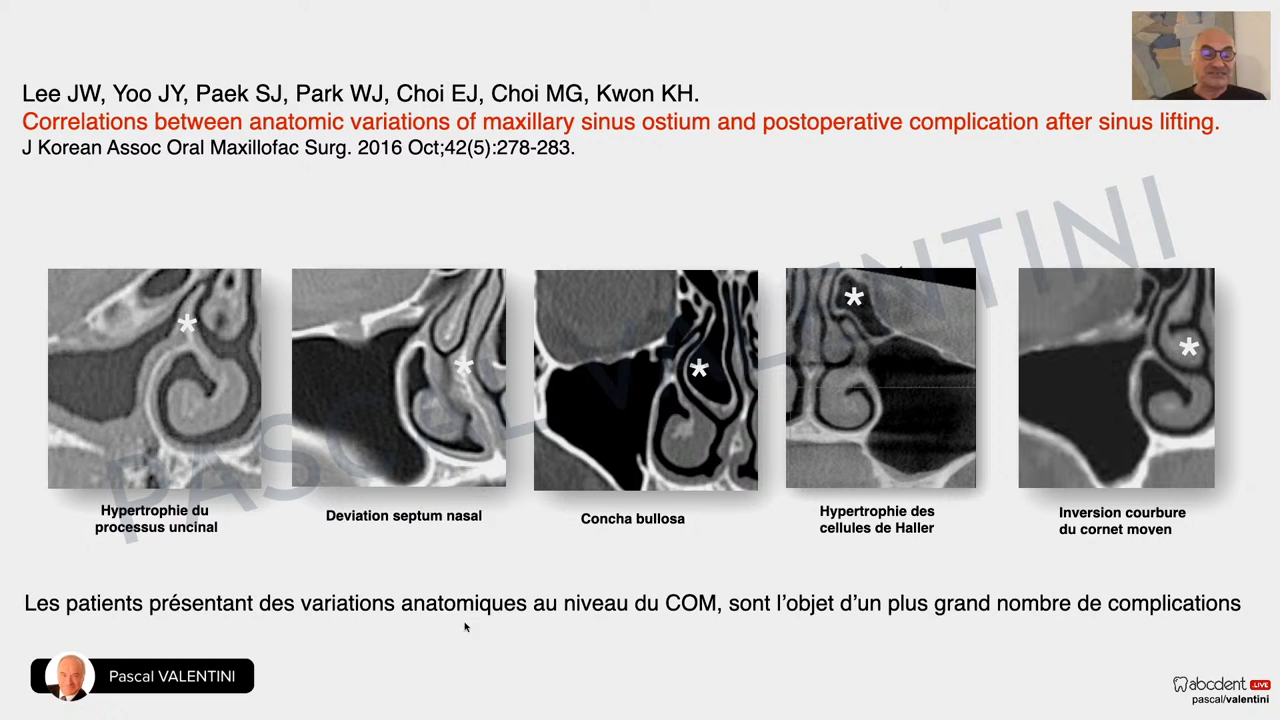 Lee JW, Yoo JY, Paek SJ, Park WJ, Choi EJ, Choi MG, Kwon KH.
Correlations between anatomic variations of maxillary sinus ostium and postoperative complication after sinus lifting.
J Korean Assoc Oral Maxillofac Surg. 2016 Oct;42(5):278-283.
PASCAL VALENTINI
*
*
*
*
*
Hypertrophie du
processus uncinal
Deviation septum nasal
Concha bullosa
Hypertrophie des
cellules de Haller
Inversion courbure
du cornet moyen
Les patients présentant des variations anatomiques au niveau du COM, sont l’objet d’un plus grand nombre de complications
Pascal VALENTINI
abcdent LIVE
pascal/valentini